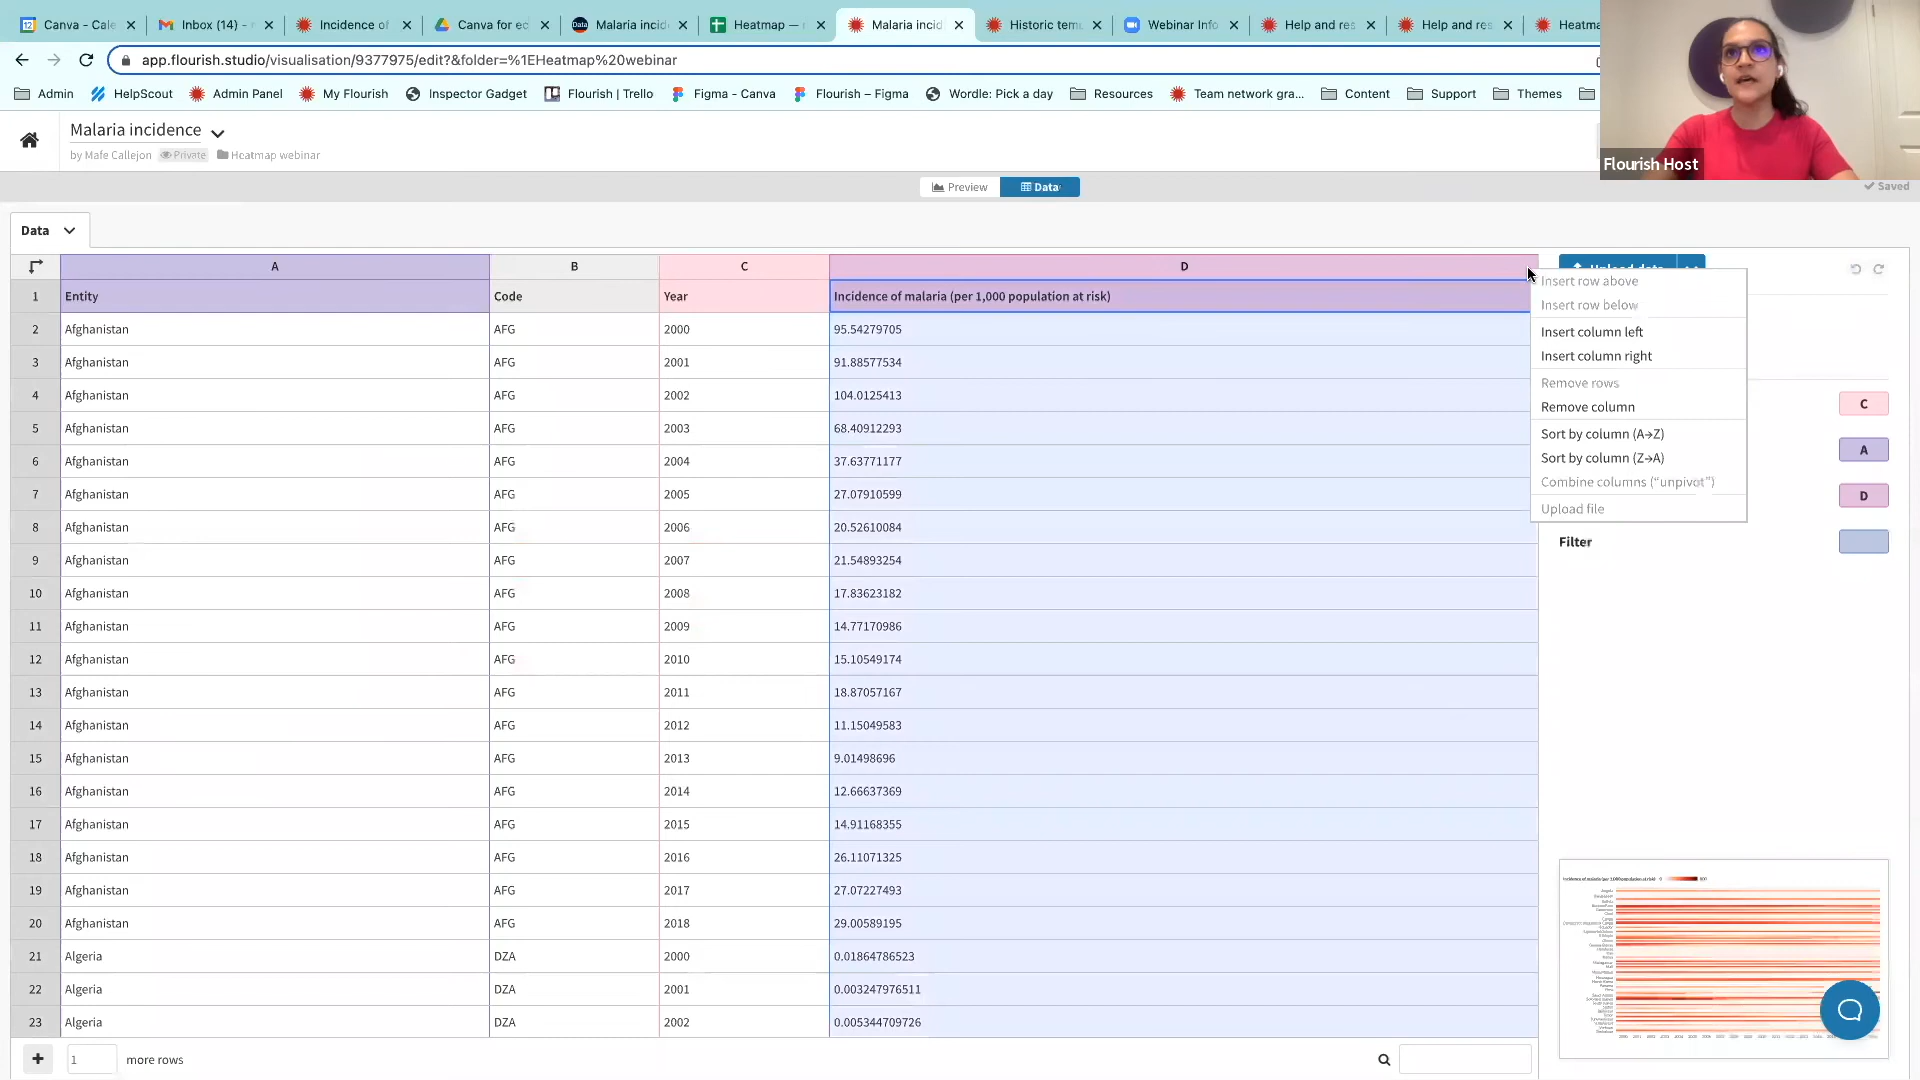 Canva - Cale
Inbox (14) -
Incidence of
Canva for ec
Malaria incid
Heatmap —
Malaria incid
Historic tem
Webinar Info
Help and res
Help and res
Heatma
app.flourish.studio/visualisation/9377975/edit?&folder=%1EHeatmap%20webinar
Admin
HelpScout
Admin Panel
My Flourish
Inspector Gadget
Flourish | Trello
Figma - Canva
Flourish – Figma
Wordle: Pick a day
Resources
Team network gra...
Content
Support
Themes
Malaria incidence
by Mafe Callejon Private Heatmap webinar
Flourish Host
Preview Data
Saved
Data
A B C D
1 Entity Code Year Incidence of malaria (per 1,000 population at risk)
2 Afghanistan AFG 2000 95.54279705
3 Afghanistan AFG 2001 91.88577534
4 Afghanistan AFG 2002 104.0125413
5 Afghanistan AFG 2003 68.40912293
6 Afghanistan AFG 2004 37.63771177
7 Afghanistan AFG 2005 27.07910599
8 Afghanistan AFG 2006 20.52610084
9 Afghanistan AFG 2007 21.54893254
10 Afghanistan AFG 2008 17.83623182
11 Afghanistan AFG 2009 14.77170986
12 Afghanistan AFG 2010 15.10549174
13 Afghanistan AFG 2011 18.87057167
14 Afghanistan AFG 2012 11.15049583
15 Afghanistan AFG 2013 9.01498696
16 Afghanistan AFG 2014 12.66637369
17 Afghanistan AFG 2015 14.91168355
18 Afghanistan AFG 2016 26.11071325
19 Afghanistan AFG 2017 27.07227493
20 Afghanistan AFG 2018 29.00589195
21 Algeria DZA 2000 0.01864786523
22 Algeria DZA 2001 0.003247976511
23 Algeria DZA 2002 0.005344709726
1 more rows
Insert row above
Insert row below
Insert column left
Insert column right
Remove rows
Remove column
Sort by column (A→Z)
Sort by column (Z→A)
Combine columns (“unpivot”)
Upload file
C
A
D
Filter
Incidence of malaria (per 1,000 population at risk)